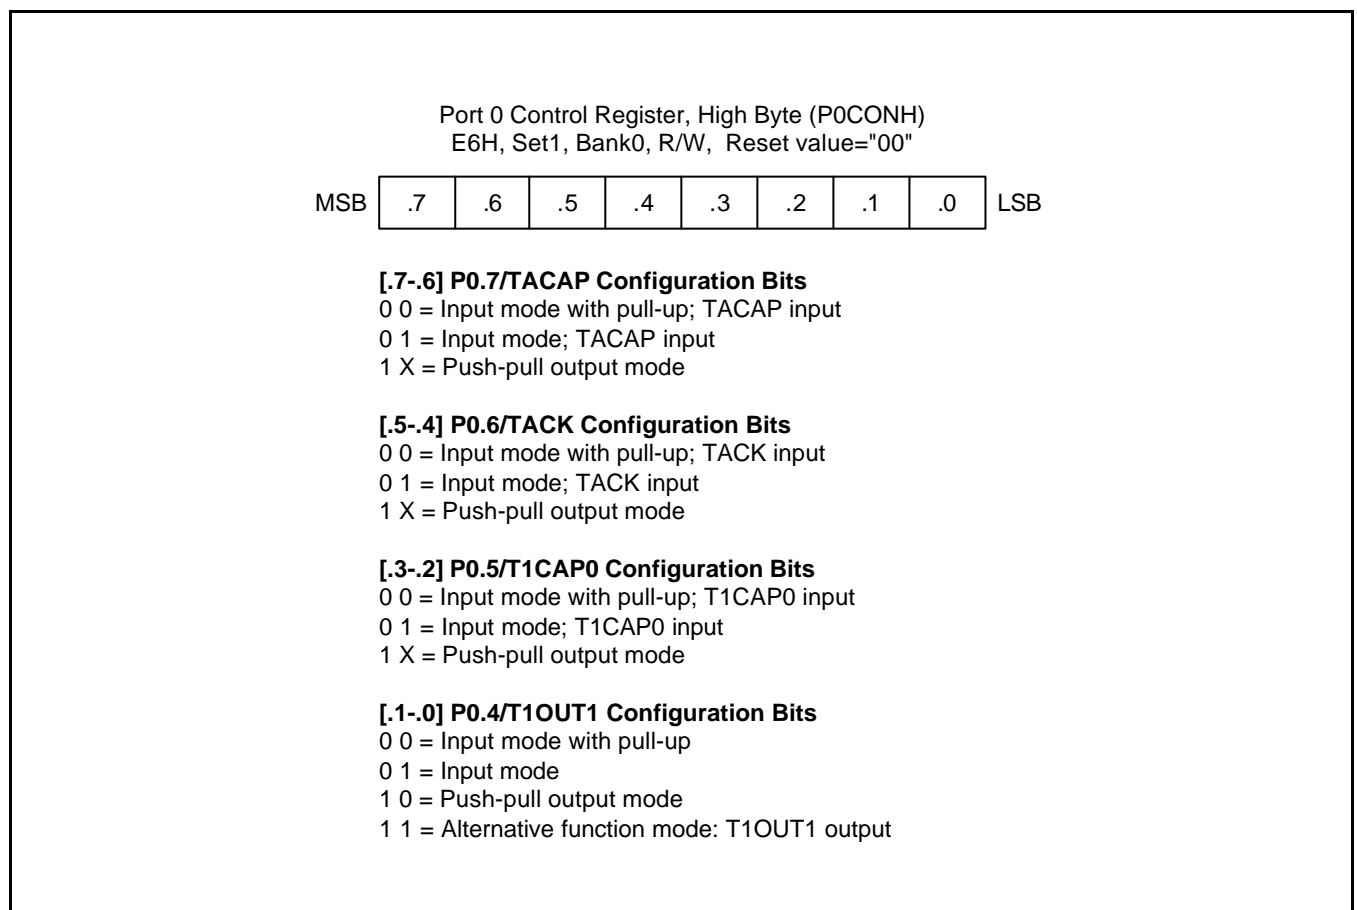 Port 0 Control Register, High Byte (P0CONH)
E6H, Set1, Bank0, R/W, Reset value="00"
MSB .7 .6 .5 .4 .3 .2 .1 .0 LSB
[.7-.6] P0.7/TACAP Configuration Bits
0 0 = Input mode with pull-up; TACAP input
0 1 = Input mode; TACAP input
1 X = Push-pull output mode
[.5-.4] P0.6/TACK Configuration Bits
0 0 = Input mode with pull-up; TACK input
0 1 = Input mode; TACK input
1 X = Push-pull output mode
[.3-.2] P0.5/T1CAP0 Configuration Bits
0 0 = Input mode with pull-up; T1CAP0 input
0 1 = Input mode; T1CAP0 input
1 X = Push-pull output mode
[.1-.0] P0.4/T1OUT1 Configuration Bits
0 0 = Input mode with pull-up
0 1 = Input mode
1 0 = Push-pull output mode
1 1 = Alternative function mode: T1OUT1 output